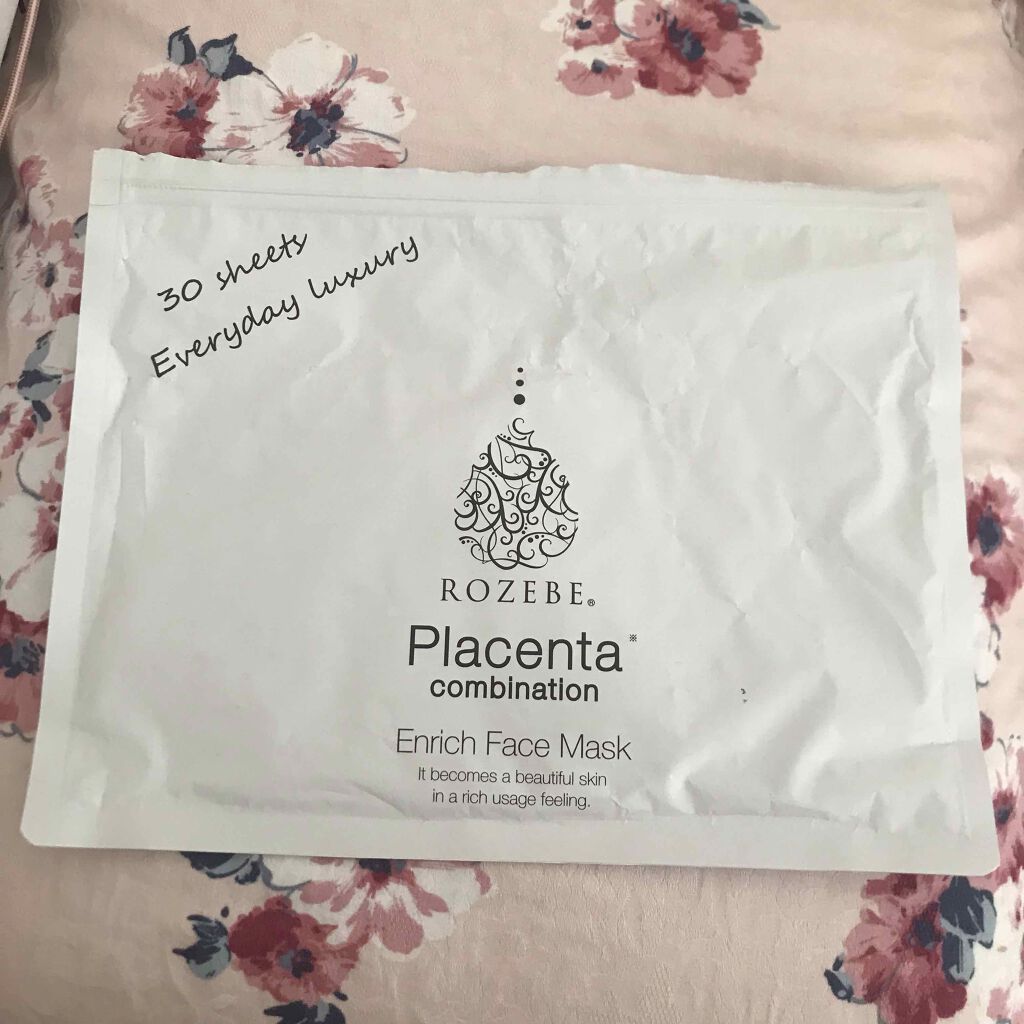 30 sheets
Everyday luxury
ROZEBE®
Placenta※
combination
Enrich Face Mask
It becomes a beautiful skin
in a rich usage feeling.